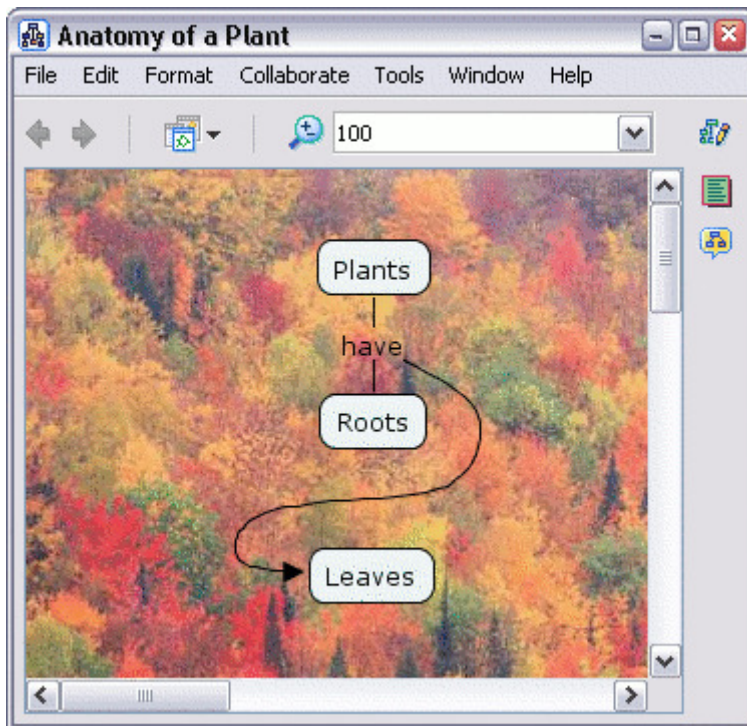 Anatomy of a Plant
File Edit Format Collaborate Tools Window Help
100
Plants
have
Roots
Leaves